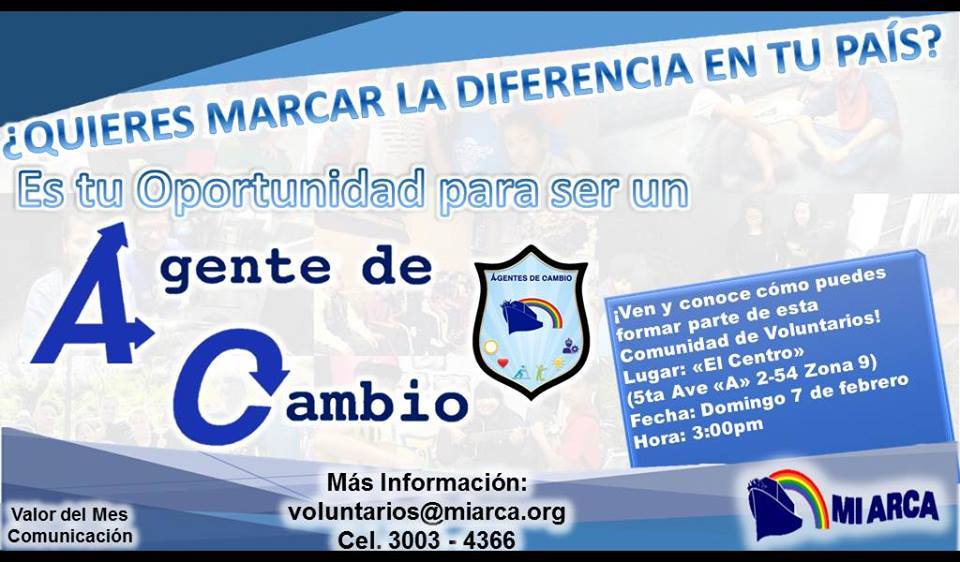 ¿QUIERES MARCAR LA DIFERENCIA EN TU PAÍS?
Es tu Oportunidad para ser un
Agente de
Cambio
AGENTES DE CAMBIO
¡Ven y conoce cómo puedes
formar parte de esta
Comunidad de Voluntarios!
Lugar: «El Centro»
(5ta Ave «A» 2-54 Zona 9)
Fecha: Domingo 7 de febrero
Hora: 3:00pm
Más Información:
voluntarios@miarca.org
Cel. 3003 - 4366
Valor del Mes
Comunicación
MI ARCA